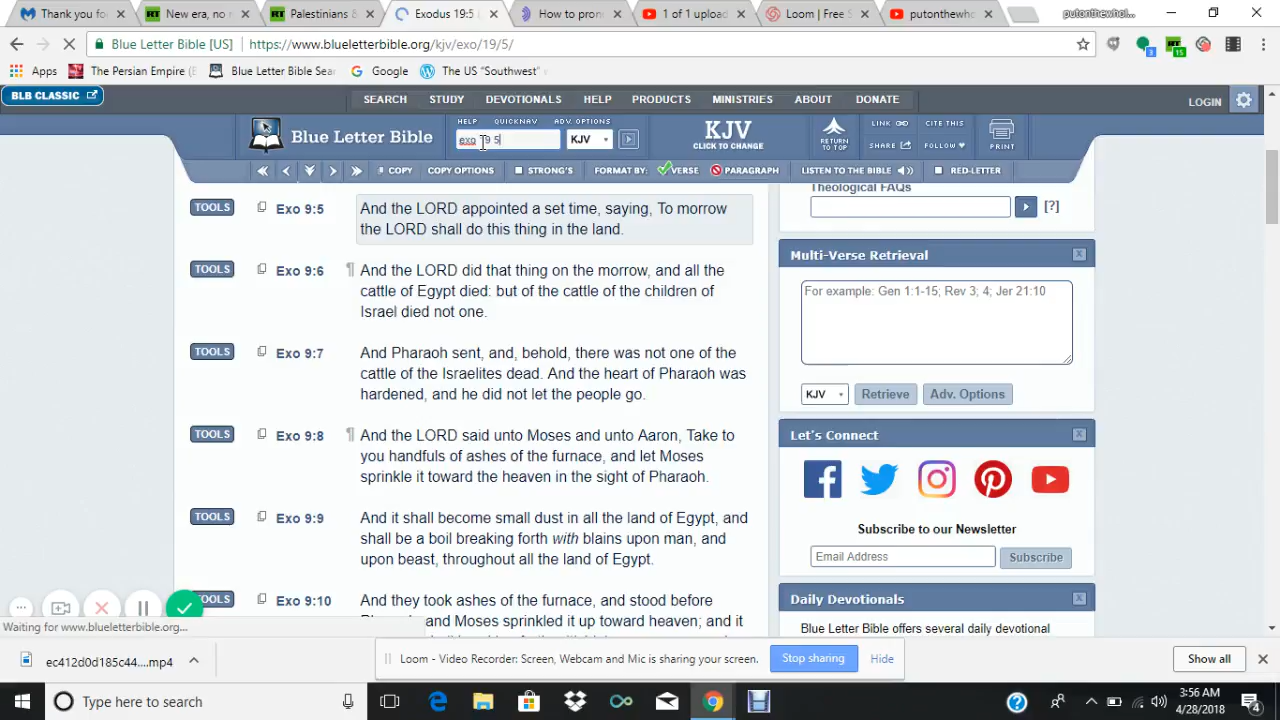 Thank you fo
New era, no n
Palestinians &
Exodus 19:5
How to pron
1 of 1 upload
Loom | Free
putonthewh
putonthewhol...
Blue Letter Bible [US] https://www.blueletterbible.org/kjv/exo/19/5/
3
15
Apps
The Persian Empire (E
Blue Letter Bible Sea
Google
The US “Southwest”
BLB CLASSIC
SEARCH STUDY DEVOTIONALS HELP PRODUCTS MINISTRIES ABOUT DONATE
LOGIN
Blue Letter Bible
HELP QUICKNAV ADV. OPTIONS
exo 19 5
KJV
KJV
CLICK TO CHANGE
RETURN TO TOP
LINK CITE THIS
SHARE FOLLOW
PRINT
COPY COPY OPTIONS STRONG'S FORMAT BY: VERSE PARAGRAPH LISTEN TO THE BIBLE RED-LETTER
TOOLS Exo 9:5 And the LORD appointed a set time, saying, To morrow
the LORD shall do this thing in the land.
TOOLS Exo 9:6 ¶ And the LORD did that thing on the morrow, and all the
cattle of Egypt died: but of the cattle of the children of
Israel died not one.
TOOLS Exo 9:7 And Pharaoh sent, and, behold, there was not one of the
cattle of the Israelites dead. And the heart of Pharaoh was
hardened, and he did not let the people go.
TOOLS Exo 9:8 ¶ And the LORD said unto Moses and unto Aaron, Take to
you handfuls of ashes of the furnace, and let Moses
sprinkle it toward the heaven in the sight of Pharaoh.
TOOLS Exo 9:9 And it shall become small dust in all the land of Egypt, and
shall be a boil breaking forth with blains upon man, and
upon beast, throughout all the land of Egypt.
TOOLS Exo 9:10 And they took ashes of the furnace, and stood before
and Moses sprinkled it up toward heaven; and it
Theological FAQs
[?]
Multi-Verse Retrieval
For example: Gen 1:1-15; Rev 3; 4; Jer 21:10
KJV Retrieve Adv. Options
Let's Connect
Subscribe to our Newsletter
Email Address Subscribe
Daily Devotionals
Blue Letter Bible offers several daily devotional
Waiting for www.blueletterbible.org...
ec412d0d185c44....mp4
Loom - Video Recorder: Screen, Webcam and Mic is sharing your screen. Stop sharing Hide
Show all
Type here to search
3:56 AM
4/28/2018
4